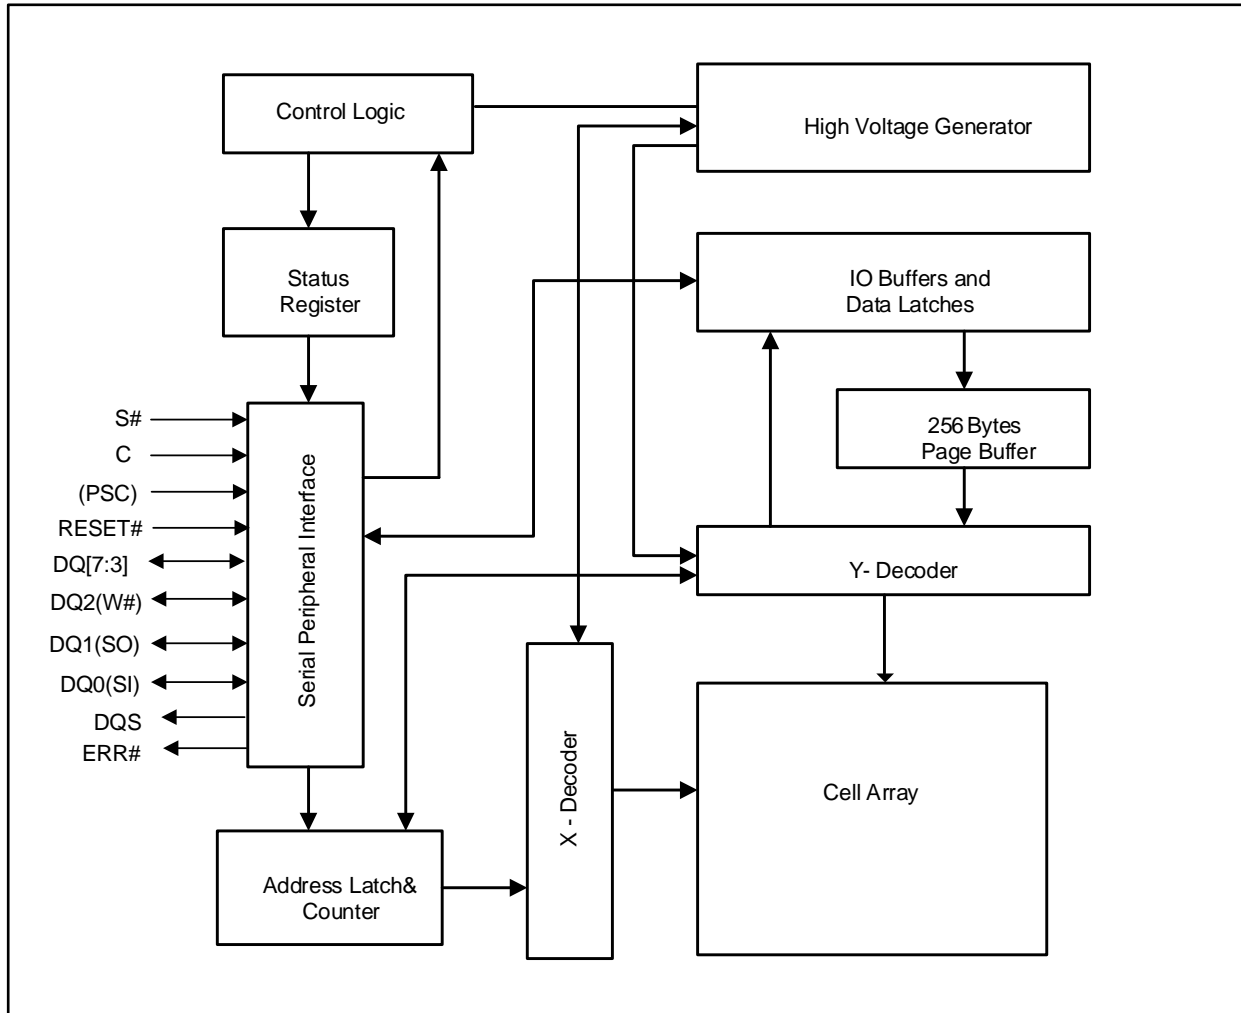 Control Logic
High Voltage Generator
Status
Register
IO Buffers and
Data Latches
256 Bytes
Page Buffer
S#
C
(PSC)
RESET#
DQ[7:3]
DQ2(W#)
DQ1(SO)
DQ0(SI)
DQS
ERR#
Serial Peripheral Interface
Y- Decoder
X - Decoder
Cell Array
Address Latch&
Counter